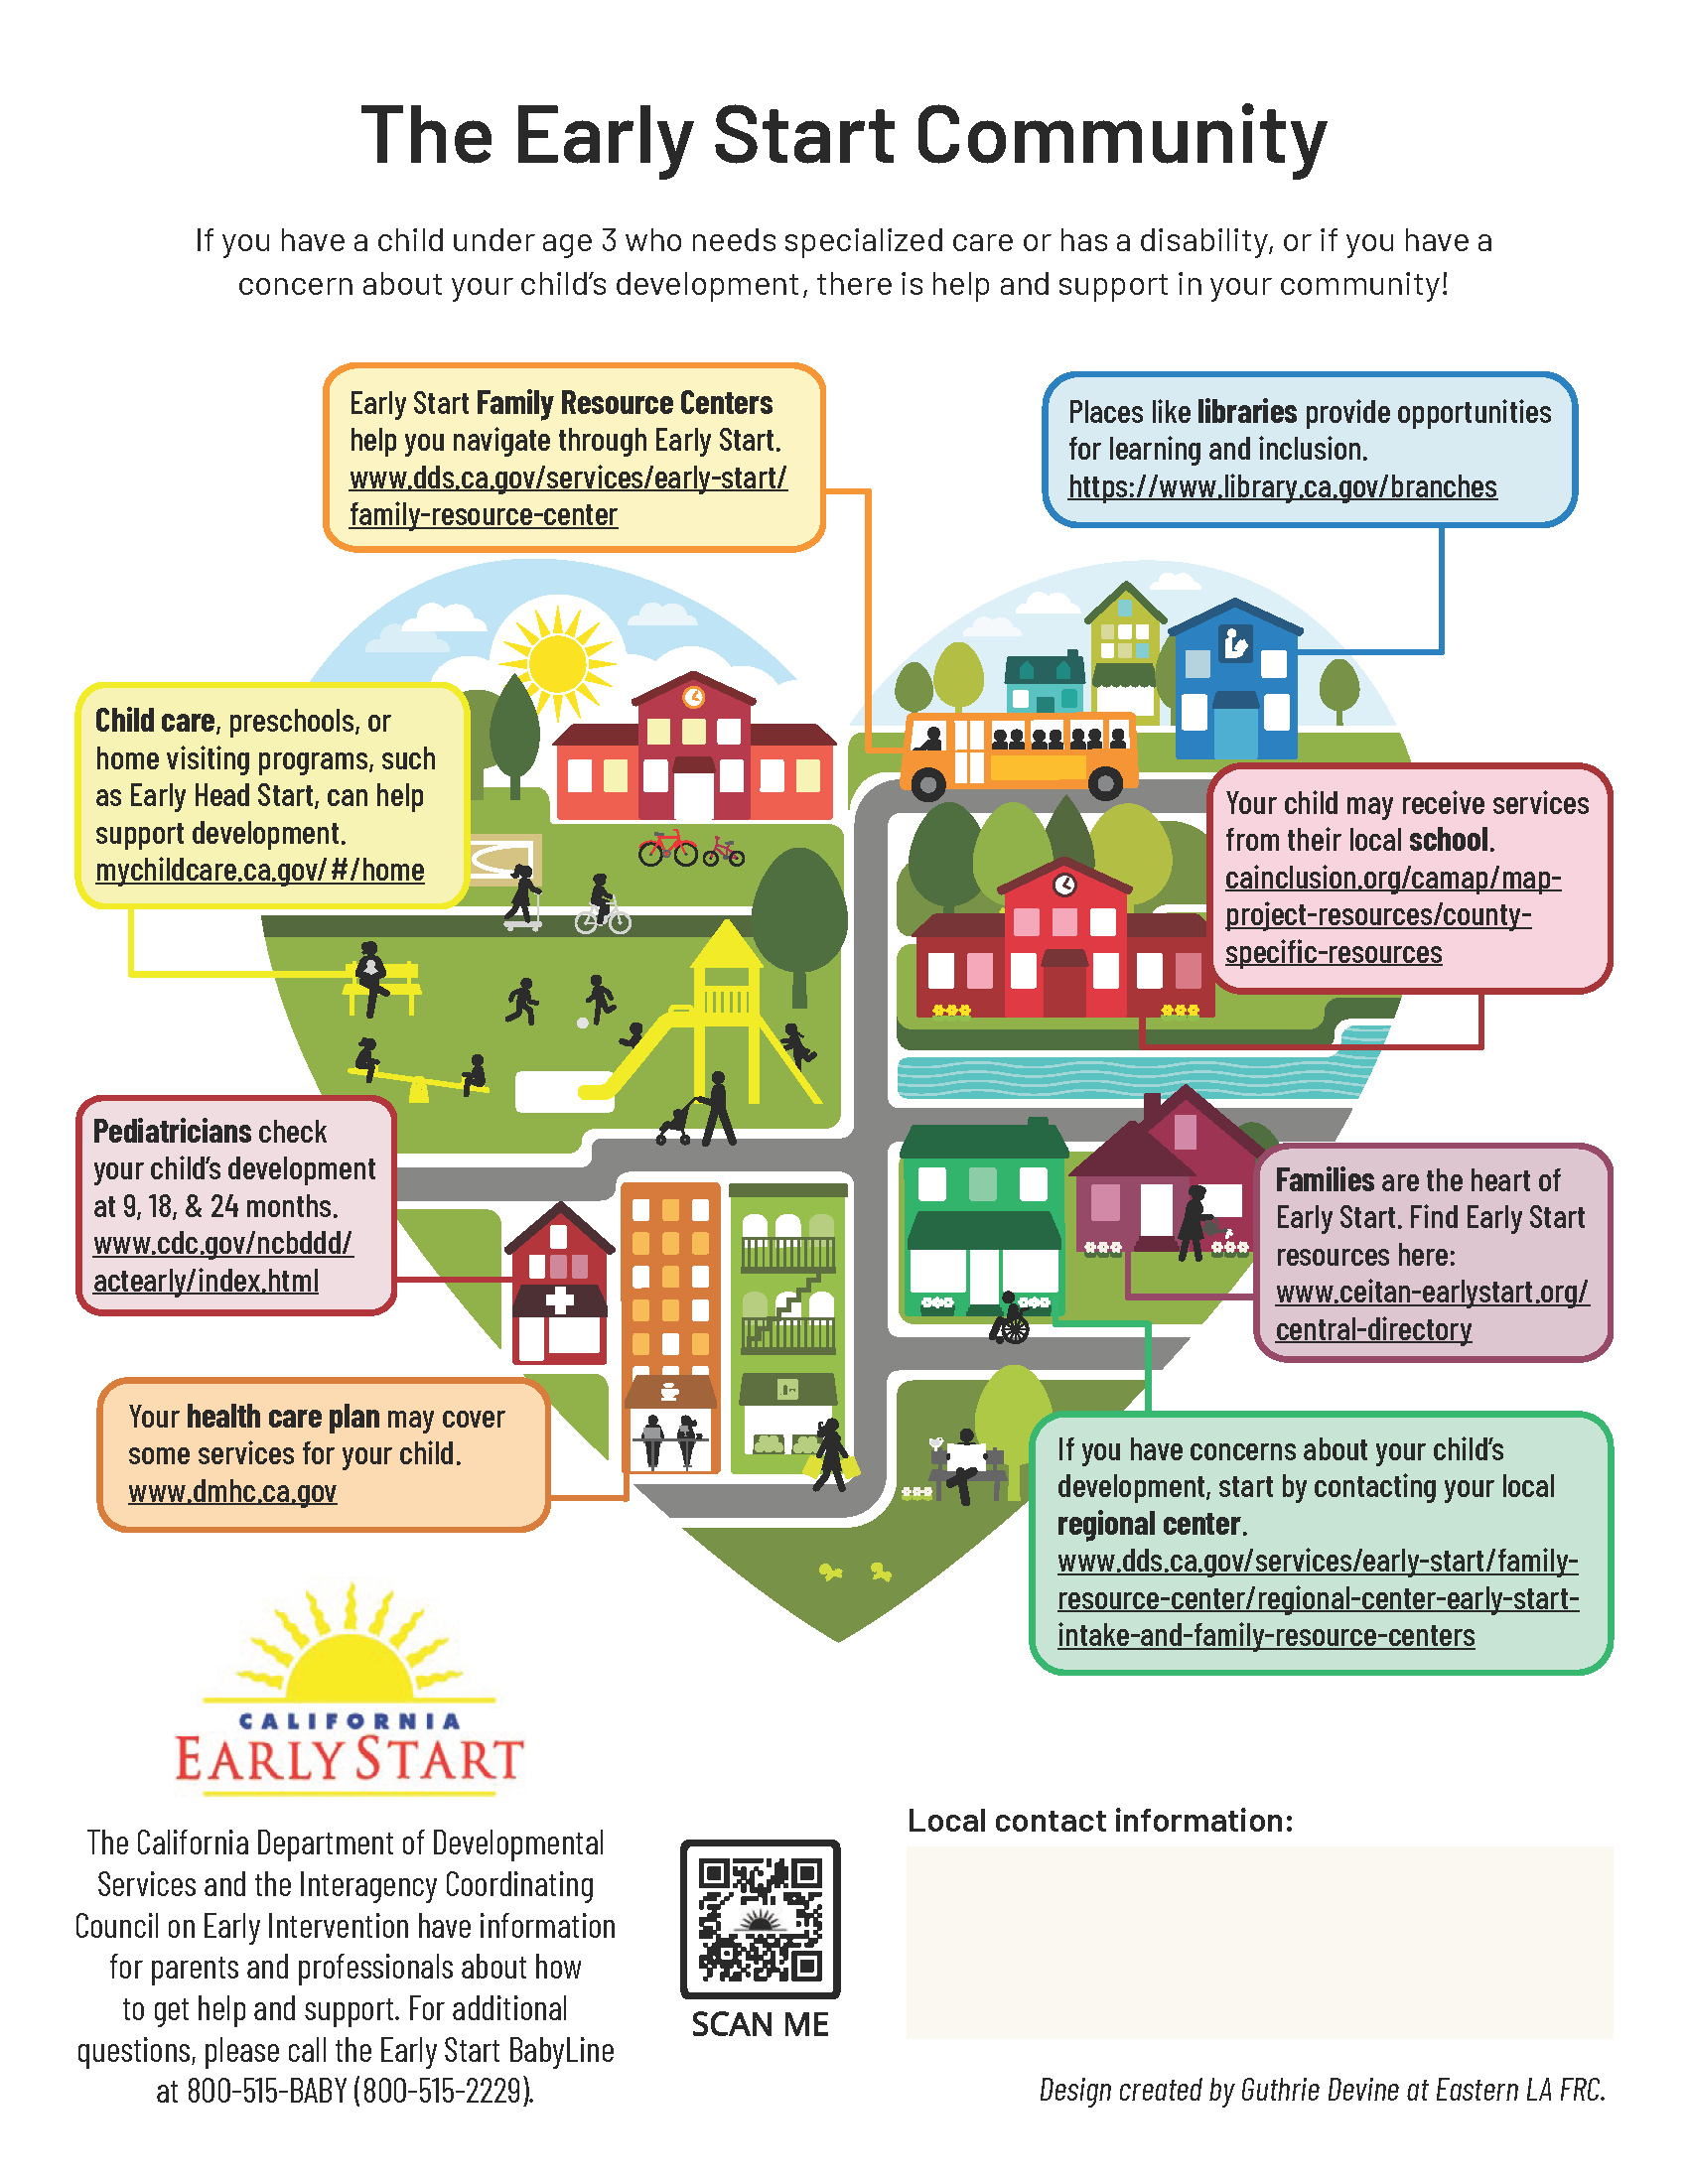 The Early Start Community
If you have a child under age 3 who needs specialized care or has a disability, or if you have a
concern about your child's development, there is help and support in your community!
Early Start Family Resource Centers
help you navigate through Early Start.
www.dds.ca.gov/services/early-start/
family-resource-center
Places like libraries provide opportunities
for learning and inclusion.
https://www.library.ca.gov/branches
Child care, preschools, or
home visiting programs, such
as Early Head Start, can help
support development.
mychildcare.ca.gov/#/home
Your child may receive services
from their local school.
cainclusion.org/camap/map-
project-resources/county-
specific-resources
Pediatricians check
your child's development
at 9, 18, & 24 months.
www.cdc.gov/ncbddd/
actearly/index.html
Families are the heart of
Early Start. Find Early Start
resources here:
www.ceitan-earlystart.org/
central-directory
Your health care plan may cover
some services for your child.
www.dmhc.ca.gov
If you have concerns about your child's
development, start by contacting your local
regional center.
www.dds.ca.gov/services/early-start/family-
resource-center/regional-center-early-start-
intake-and-family-resource-centers
CALIFORNIA
EARLY START
The California Department of Developmental
Services and the Interagency Coordinating
Council on Early Intervention have information
for parents and professionals about how
to get help and support. For additional
questions, please call the Early Start BabyLine
at 800-515-BABY (800-515-2229).
SCAN ME
Local contact information:
Design created by Guthrie Devine at Eastern LA FRC.